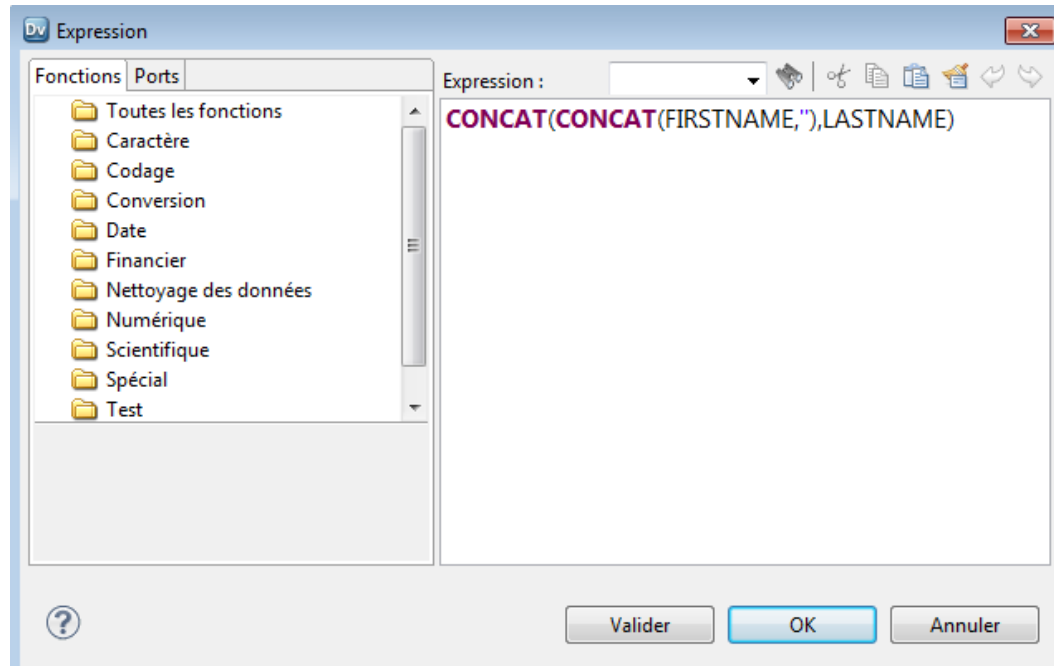 Dv Expression
Fonctions Ports
Toutes les fonctions
Caractère
Codage
Conversion
Date
Financier
Nettoyage des données
Numérique
Scientifique
Spécial
Test
Expression :
CONCAT(CONCAT(FIRSTNAME,''),LASTNAME)
?
Valider OK Annuler